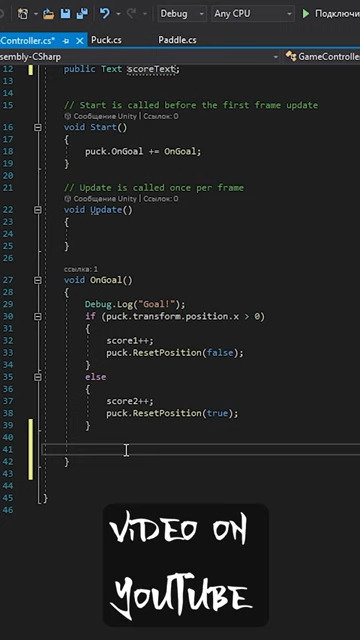 Debug Any CPU Подключи
Controller.cs* Puck.cs Paddle.cs
sembly-CSharp GameController
12 public Text scoreText;
13
14
15 // Start is called before the first frame update
Сообщение Unity | Ссылок: 0
16 void Start()
17 {
18 puck.OnGoal += OnGoal;
19 }
20
21 // Update is called once per frame
Сообщение Unity | Ссылок: 0
22 void Update()
23 {
24
25 }
26
ссылка: 1
27 void OnGoal()
28 {
29 Debug.Log("Goal!");
30 if (puck.transform.position.x > 0)
31 {
32 score1++;
33 puck.ResetPosition(false);
34 }
35 else
36 {
37 score2++;
38 puck.ResetPosition(true);
39 }
40
41
42 }
43
44
45 }
46
VIDEO ON
YOUTUBE